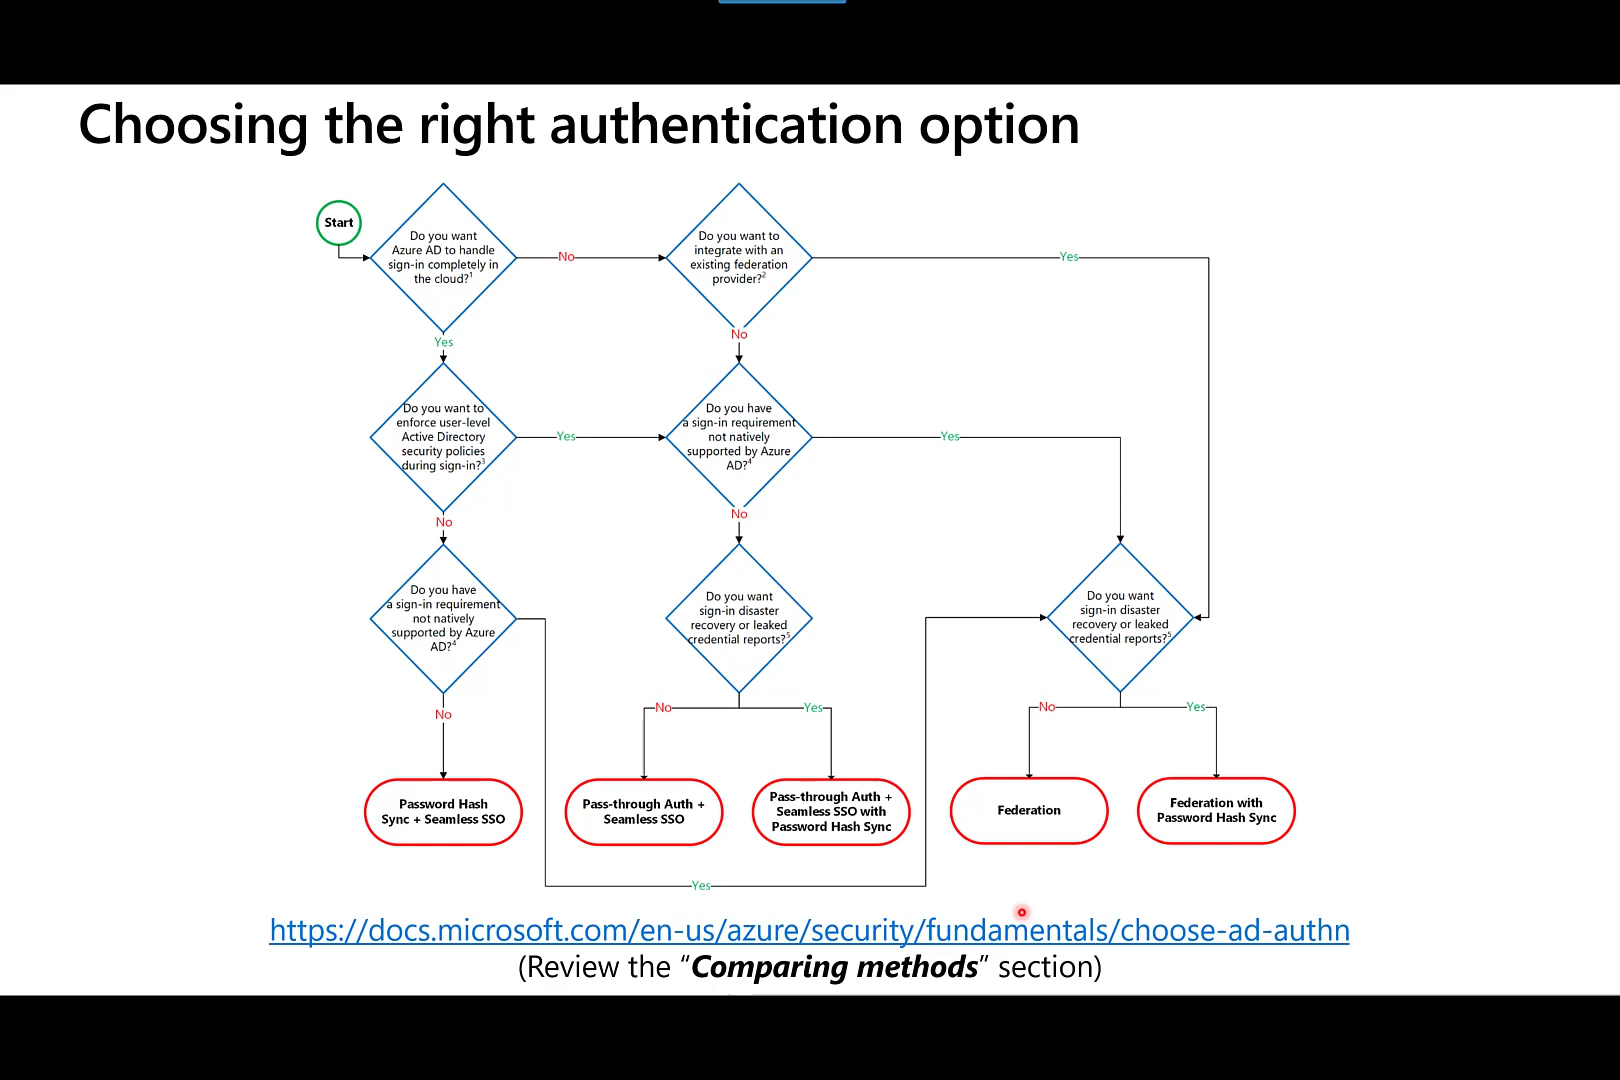 Choosing the right authentication option
Start
Do you want
Azure AD to handle
sign-in completely in
the cloud?¹
No
Do you want to
integrate with an
existing federation
provider?²
Yes
Yes
No
Do you want to
enforce user-level
Active Directory
security policies
during sign-in?³
Yes
Do you have
a sign-in requirement
not natively
supported by Azure
AD?⁴
Yes
No
No
Do you have
a sign-in requirement
not natively
supported by Azure
AD?⁴
Do you want
sign-in disaster
recovery or leaked
credential reports?⁵
Do you want
sign-in disaster
recovery or leaked
credential reports?⁵
No
No
Yes
No
Yes
Password Hash
Sync + Seamless SSO
Pass-through Auth +
Seamless SSO
Pass-through Auth +
Seamless SSO with
Password Hash Sync
Federation
Federation with
Password Hash Sync
Yes
https://docs.microsoft.com/en-us/azure/security/fundamentals/choose-ad-authn
(Review the “Comparing methods” section)